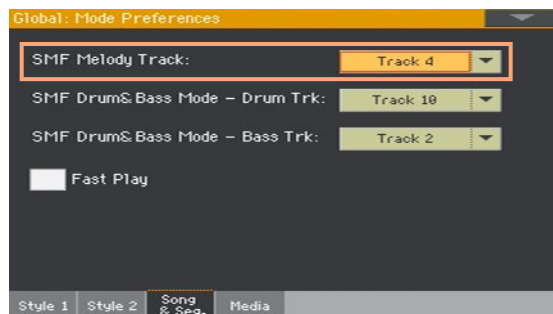 Global: Mode Preferences
SMF Melody Track: Track 4
SMF Drum&Bass Mode - Drum Trk: Track 10
SMF Drum&Bass Mode - Bass Trk: Track 2
Fast Play
Style 1 Style 2 Song & Seq. Media